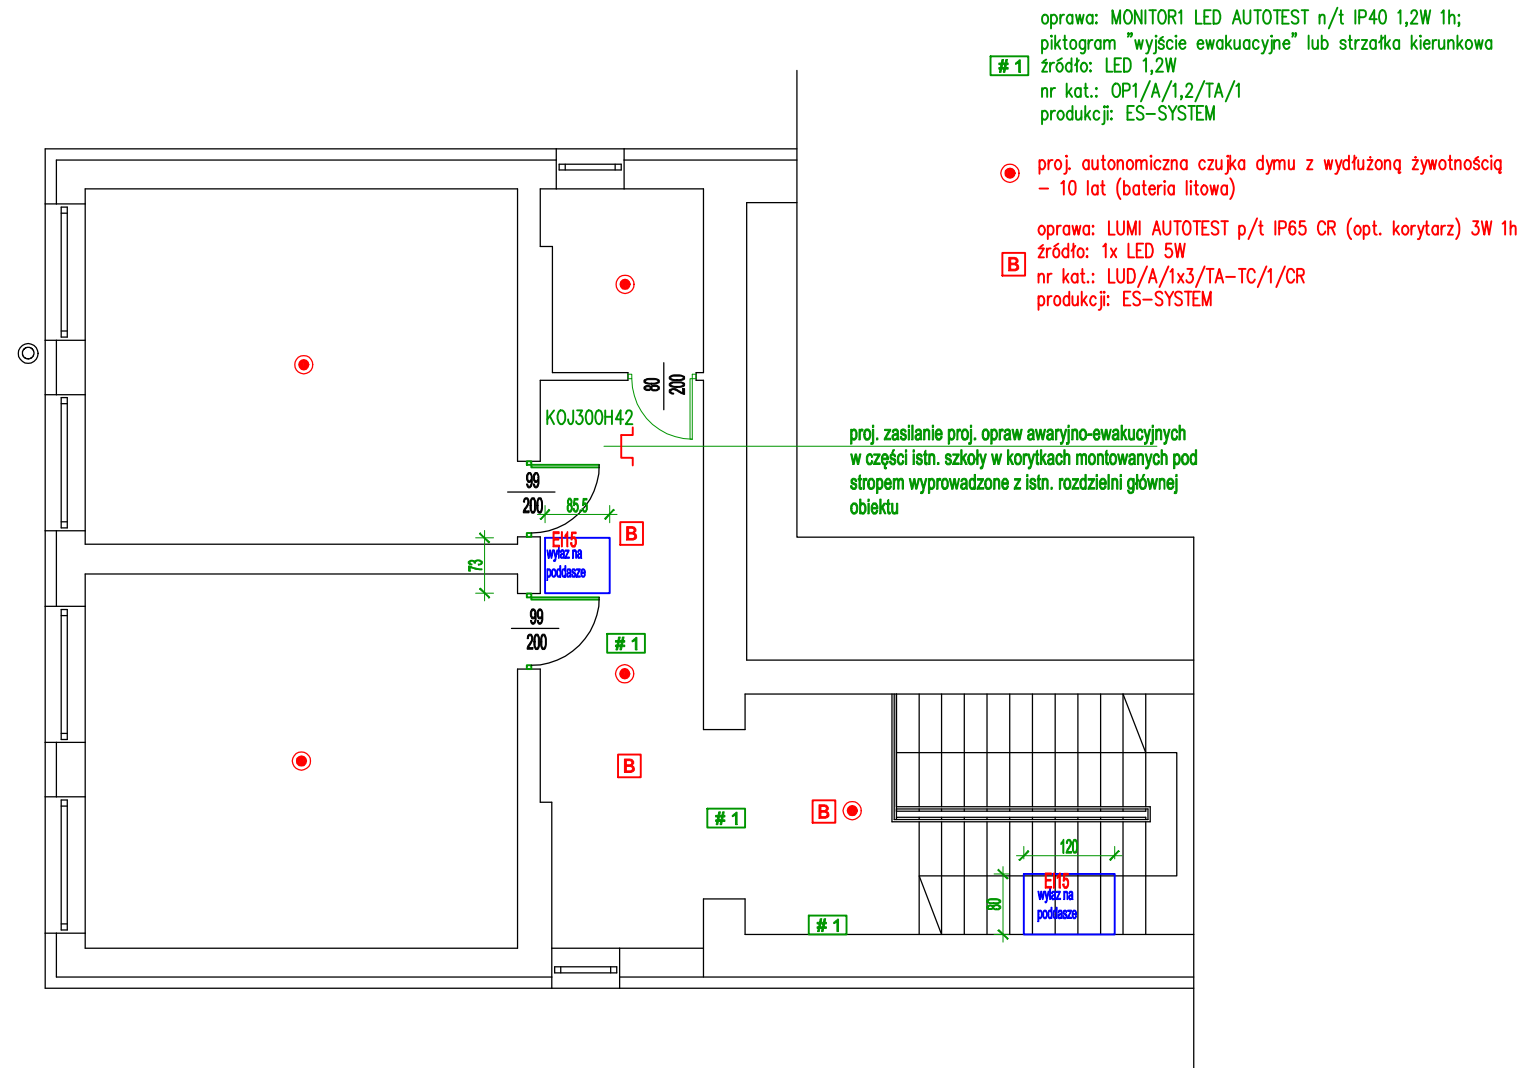 oprawa: MONITOR1 LED AUTOTEST n/t IP40 1,2W 1h;
piktogram "wyjście ewakuacyjne" lub strzałka kierunkowa
# 1
źródło: LED 1,2W
nr kat.: OP1/A/1,2/TA/1
produkcji: ES-SYSTEM
proj. autonomiczna czujka dymu z wydłużoną żywotnością
- 10 lat (bateria litowa)
oprawa: LUMI AUTOTEST p/t IP65 CR (opt. korytarz) 3W 1h
źródło: 1x LED 5W
B
nr kat.: LUD/A/1x3/TA-TC/1/CR
produkcji: ES-SYSTEM
80
200
KOJ300H42
proj. zasilanie proj. opraw awaryjno-ewakucyjnych
w części istn. szkoły w korytkach montowanych pod
stropem wyprowadzone z istn. rozdzielni głównej
obiektu
99
200
85,5
B
EI15
wyłaz na
poddasze
73
99
200
# 1
B
B
# 1
120
EI15
wyłaz na
poddasze
80
# 1